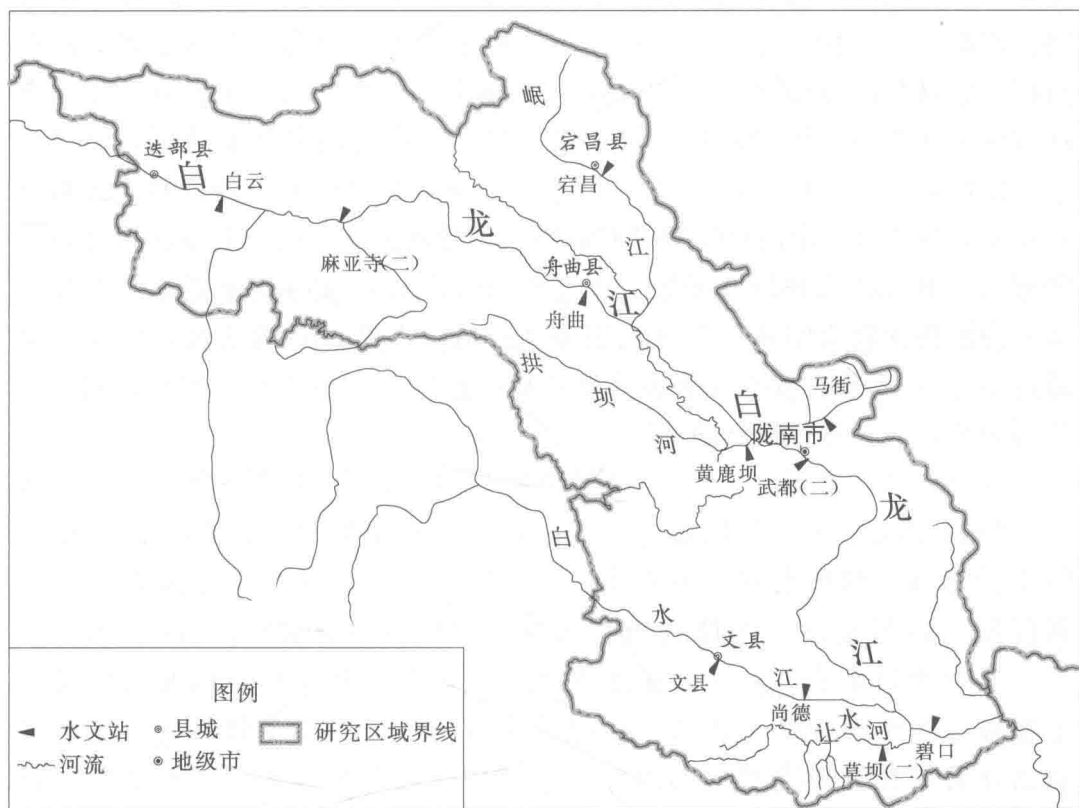 岷
宕昌县
宕昌
江
迭部县
白
白云
龙
麻亚寺(二)
舟曲县
舟曲
江
拱
坝
河
马街
白
陇南市
黄鹿坝
武都(二)
龙
白
水
文县
文县
江
江
尚德
让水河
碧口
草坝(二)
图例
水文站
县城
研究区域界线
河流
地级市